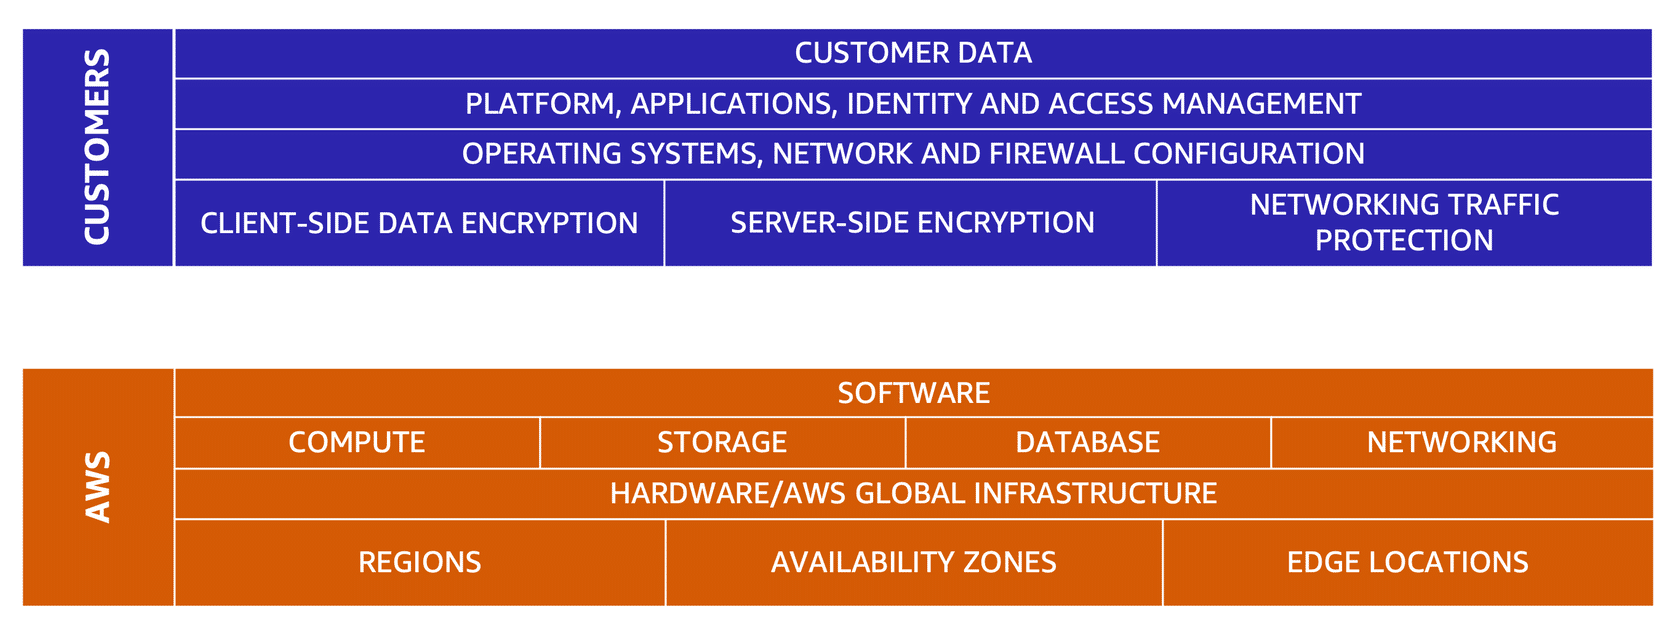 CUSTOMERS
CUSTOMER DATA
PLATFORM, APPLICATIONS, IDENTITY AND ACCESS MANAGEMENT
OPERATING SYSTEMS, NETWORK AND FIREWALL CONFIGURATION
CLIENT-SIDE DATA ENCRYPTION
SERVER-SIDE ENCRYPTION
NETWORKING TRAFFIC
PROTECTION
AWS
SOFTWARE
COMPUTE
STORAGE
DATABASE
NETWORKING
HARDWARE/AWS GLOBAL INFRASTRUCTURE
REGIONS
AVAILABILITY ZONES
EDGE LOCATIONS